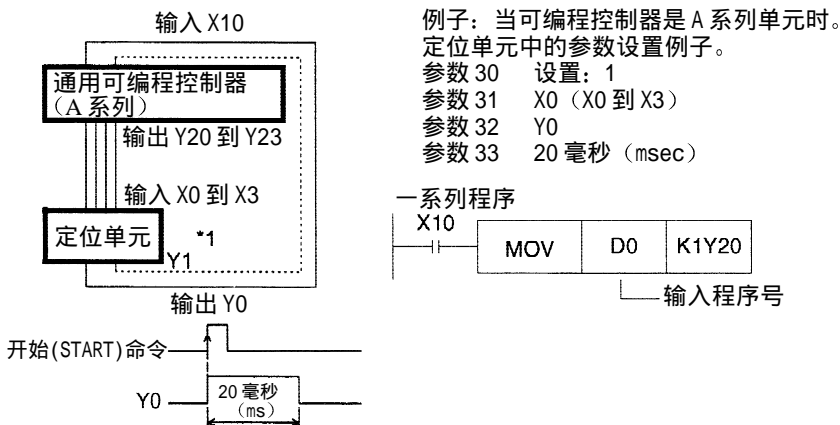 输入 X10
通用可编程控制器
（A 系列）
输出 Y20 到 Y23
输入 X0 到 X3
定位单元
*1
Y1
输出 Y0
开始(START)命令
Y0
20 毫秒
（ms）
例子：当可编程控制器是 A 系列单元时。
定位单元中的参数设置例子。
参数 30 设置：1
参数 31 X0（X0 到 X3）
参数 32 Y0
参数 33 20 毫秒（msec）
一系列程序
X10
MOV D0 K1Y20
输入程序号